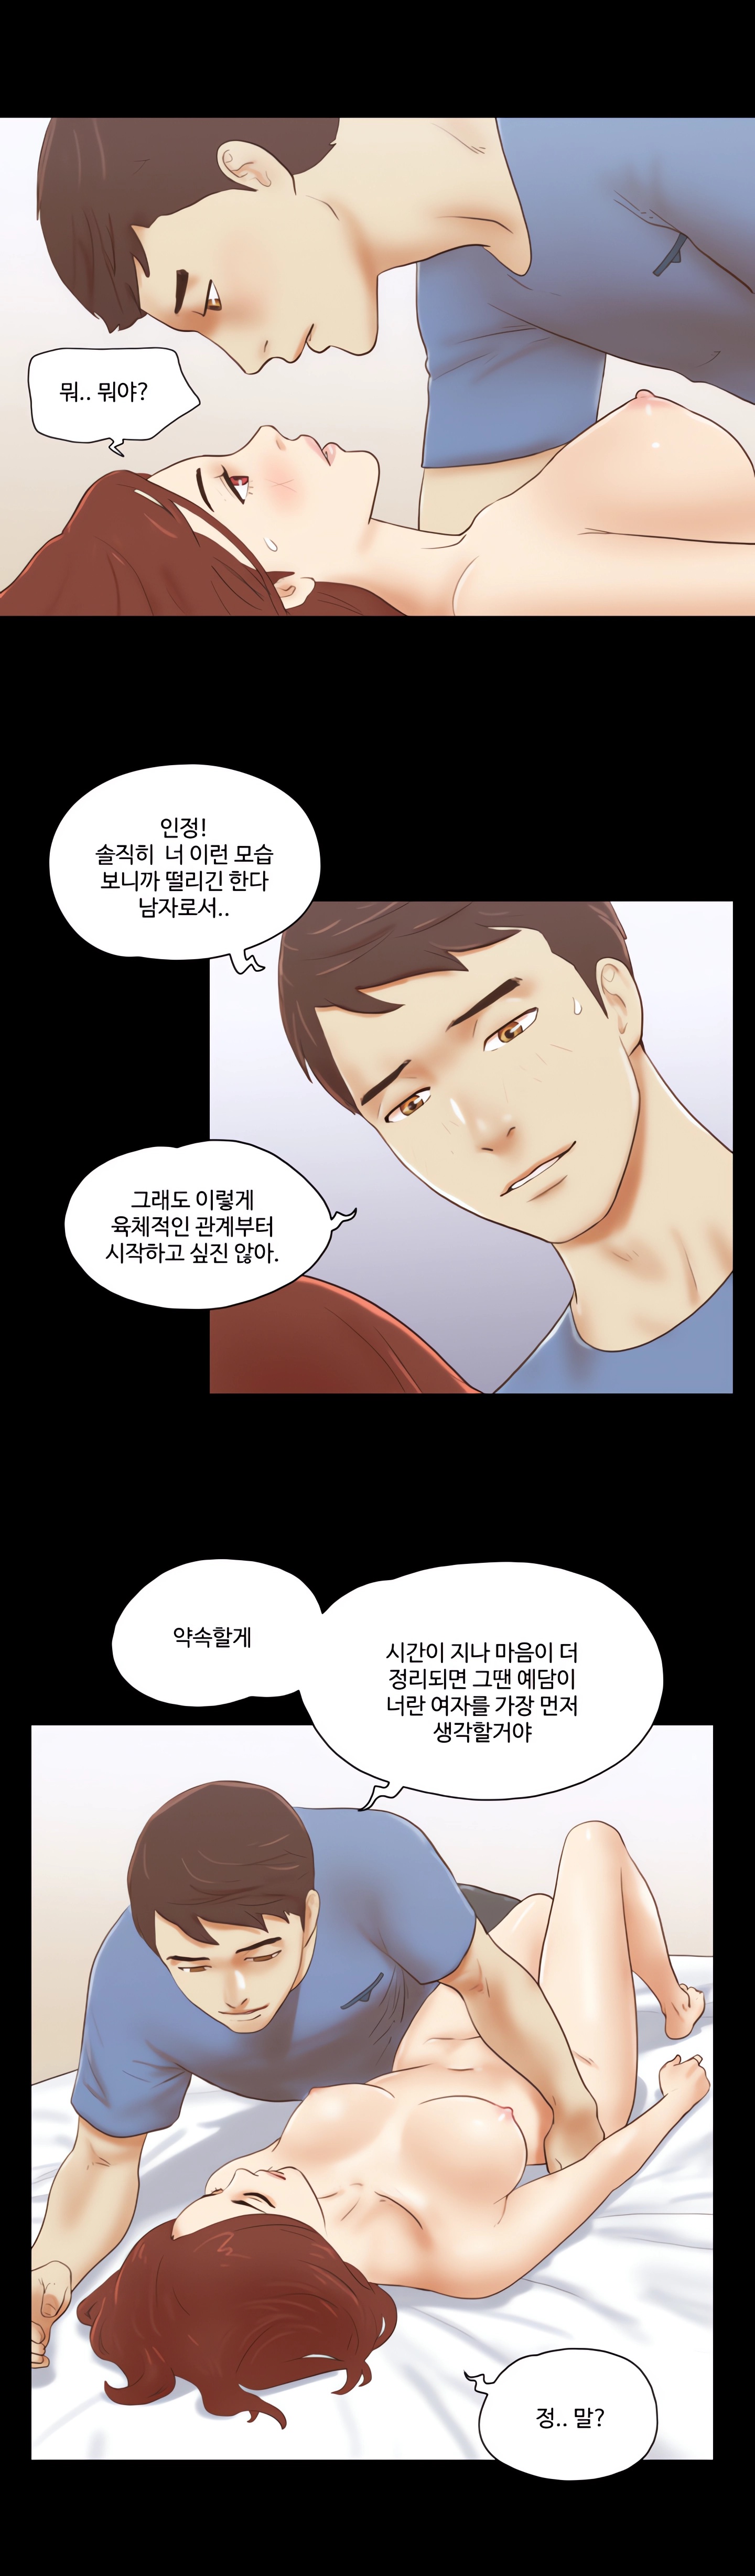 뭐.. 뭐야?
인정!
솔직히 너 이런 모습
보니까 떨리긴 한다
남자로서..
그래도 이렇게
육체적인 관계부터
시작하고 싶진 않아.
약속할게
시간이 지나 마음이 더
정리되면 그땐 예담이
너란 여자를 가장 먼저
생각할거야
정.. 말?